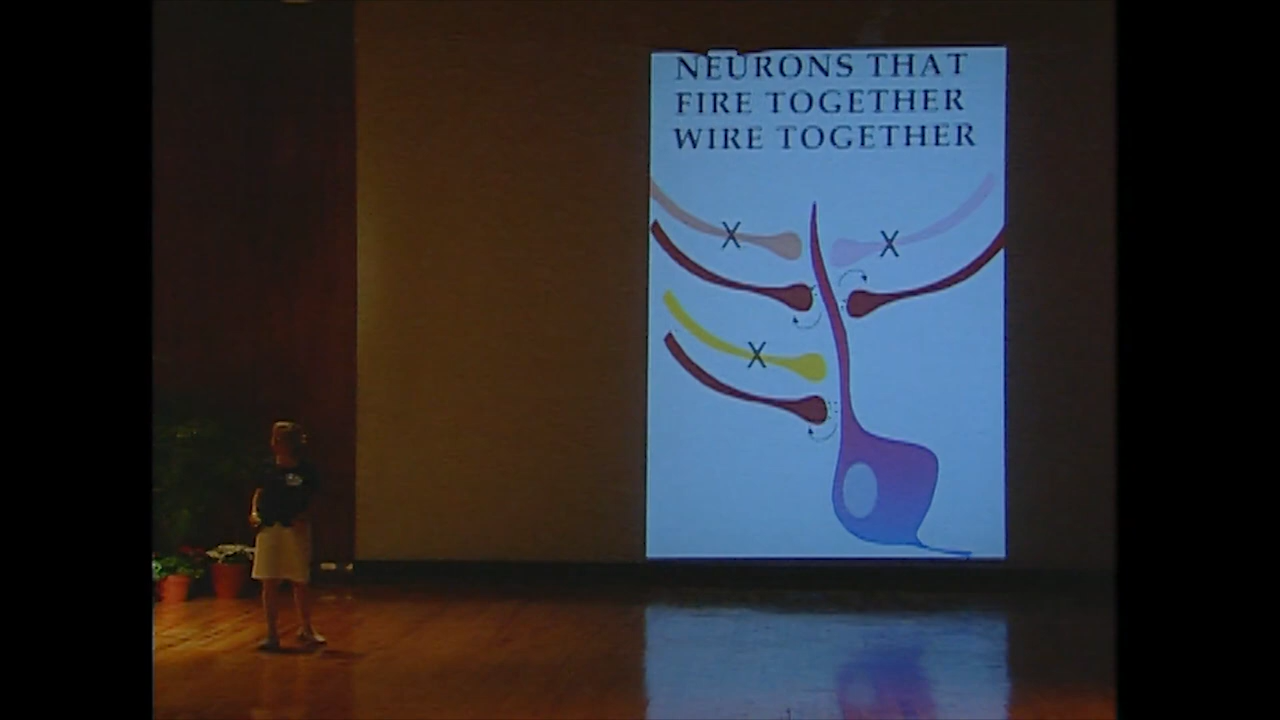 NEURONS THAT
FIRE TOGETHER
WIRE TOGETHER
X
X
X